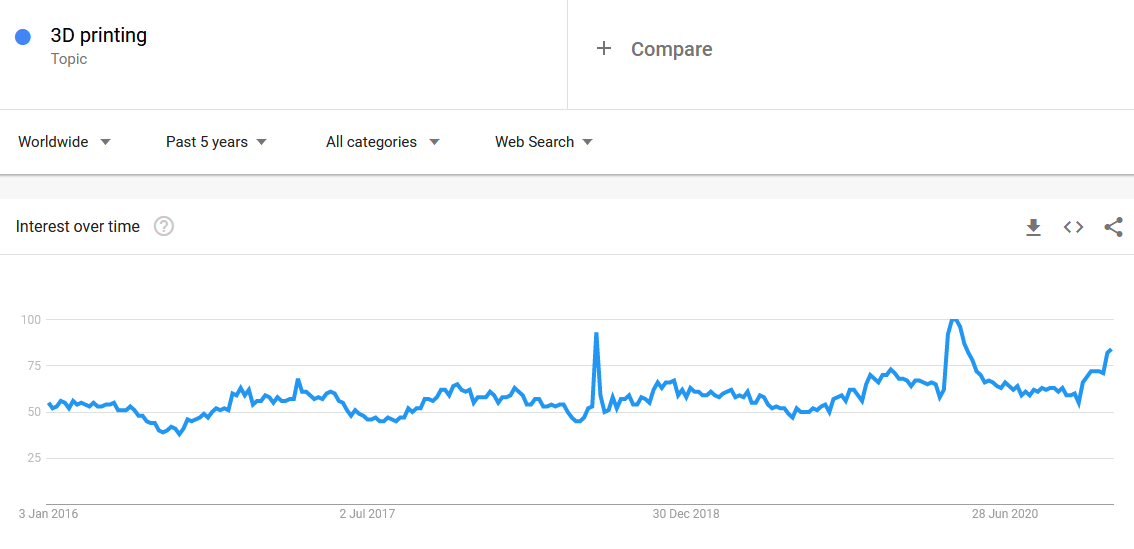 3D printing
Topic
+ Compare
Worldwide Past 5 years All categories Web Search
Interest over time ?
100
75
50
25
3 Jan 2016 2 Jul 2017 30 Dec 2018 28 Jun 2020